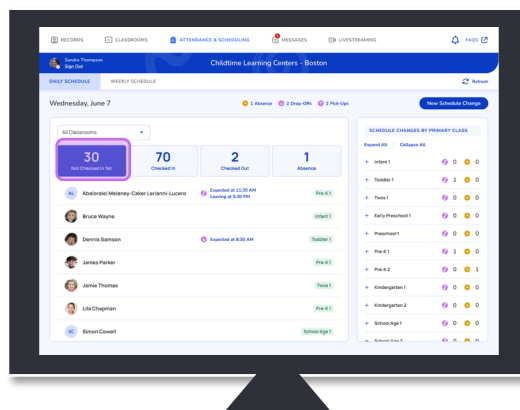 RECORDS
CLASSROOMS
ATTENDANCE & SCHEDULING
MESSAGES
LIVESTREAMING
FAQS
Sandra Thompson
Sign Out
Childtime Learning Centers - Boston
DAILY SCHEDULE
WEEKLY SCHEDULE
Refresh
Wednesday, June 7
1 Absence
2 Drop-Offs
2 Pick-Ups
New Schedule Change
All Classrooms
30
Not Checked In Yet
70
Checked In
2
Checked Out
1
Absence
AL
Abaloralei Melaney-Caker Lerianni-Lucero
Expected at 11:30 AM
Leaving at 5:30 PM
Pre-K 1
Bruce Wayne
Infant 1
Dennis Samson
Expected at 8:30 AM
Toddler 1
James Parker
Pre-K 1
Jamie Thomas
Twos 1
Lila Chapman
Pre-K 1
SC
Simon Cowell
School Age 1
SCHEDULE CHANGES BY PRIMARY CLASS
Expand All
Collapse All
+ Infant 1 0 0
+ Toddler 1 1 0
+ Twos 1 0 0
+ Early Preschool 1 0 0
+ Preschool 1 0 0
+ Pre-K 1 1 0
+ Pre-K 2 0 1
+ Kindergarten 1 0 0
+ Kindergarten 2 0 0
+ School Age 1 0 0
+ School Age 2 0 0